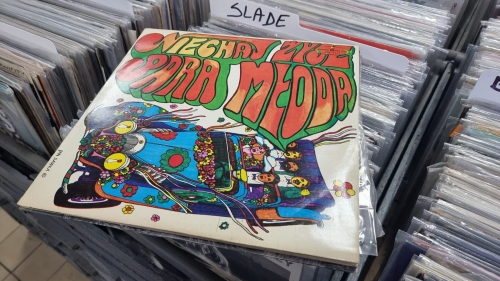 SLADE
NIECHAJ ŻYJE
PARA MŁODA